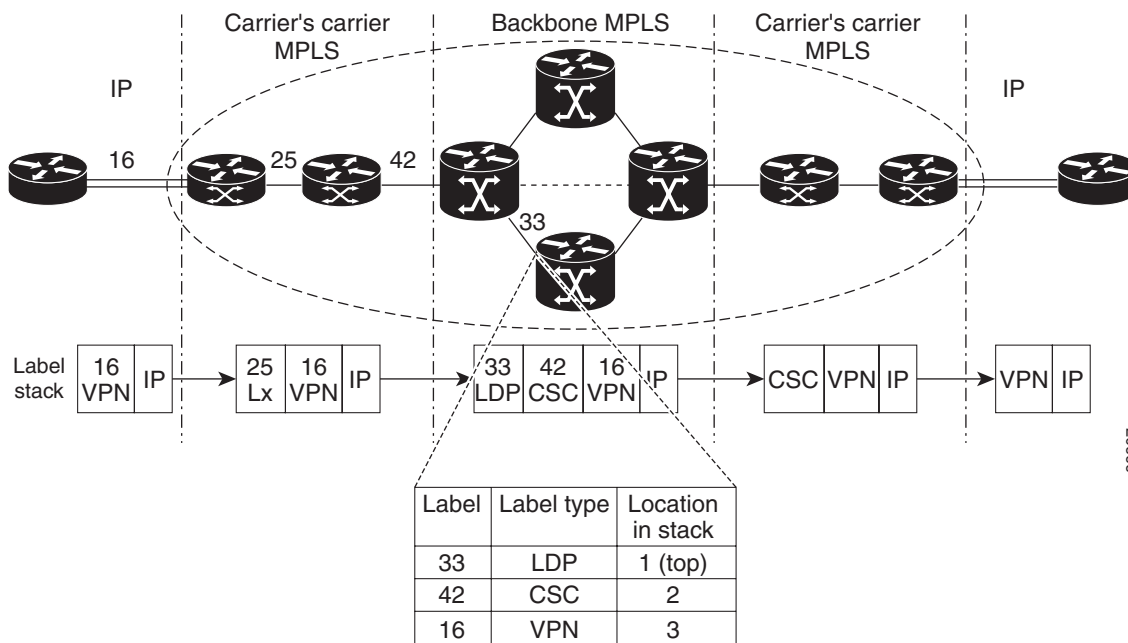 Carrier's carrier
MPLS
Backbone MPLS
Carrier's carrier
MPLS
IP
IP
16
25
42
33
Label
stack
16
VPN
IP
25
Lx
16
VPN
IP
33
LDP
42
CSC
16
VPN
IP
CSC
VPN
IP
VPN
IP
Label
Label type
Location
in stack
33
LDP
1 (top)
42
CSC
2
16
VPN
3